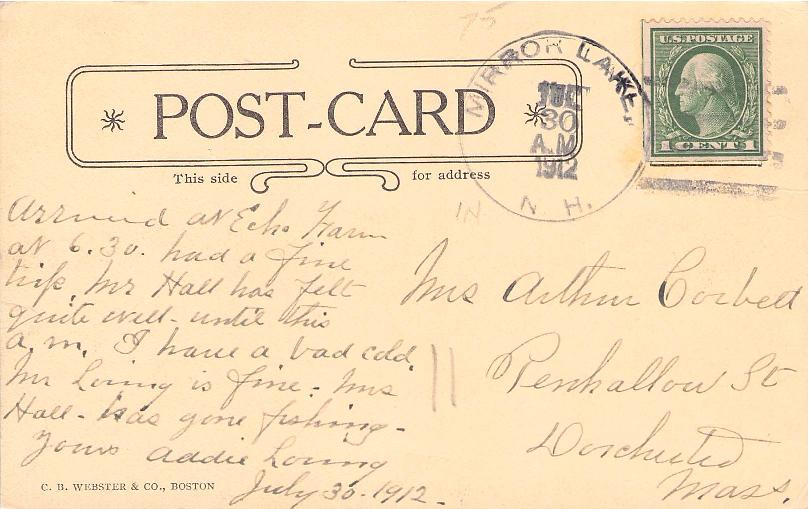 75
MIRROR LAKE,
JUL
30
A.M
1912
N. H.
U.S. POSTAGE
1 CENT 1
POST-CARD
This side for address
IN
Arrived at Echo Farm
at 6.30. had a fine
trip. Mr Hall has felt
quite well - until this
a.m. I have a bad cold.
Mr Loring is fine. Mrs
Hall - has gone fishing -
Yours Addie Loring
July 30 - 1912 -
Mrs Arthur Corbett
11 Penhallow St
Dorchester
Mass.
C. B. WEBSTER & CO., BOSTON